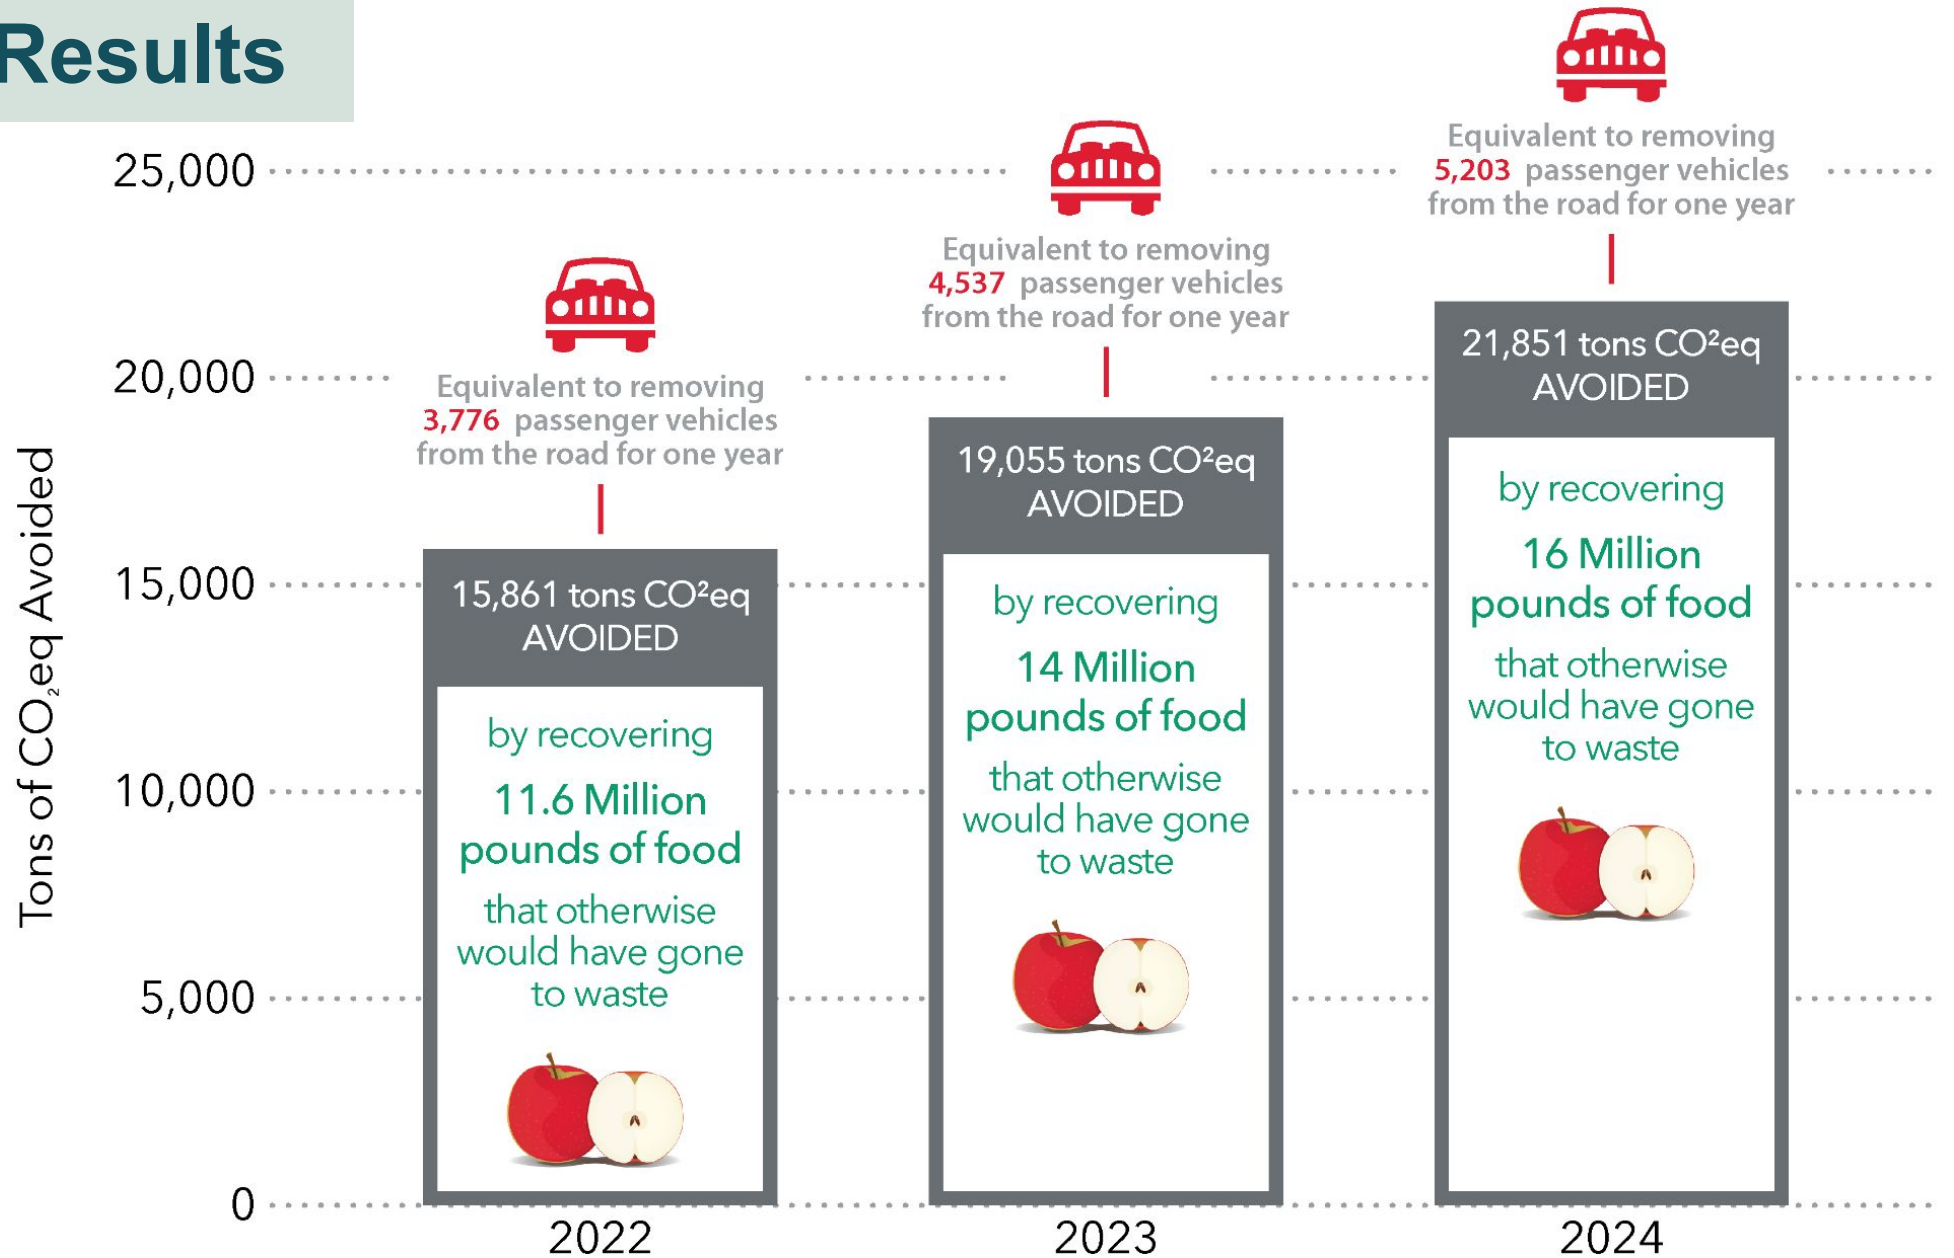 Results
Tons of CO₂eq Avoided
25,000
20,000
15,000
10,000
5,000
0
Equivalent to removing
3,776 passenger vehicles
from the road for one year
15,861 tons CO²eq
AVOIDED
by recovering
11.6 Million
pounds of food
that otherwise
would have gone
to waste
2022
Equivalent to removing
4,537 passenger vehicles
from the road for one year
19,055 tons CO²eq
AVOIDED
by recovering
14 Million
pounds of food
that otherwise
would have gone
to waste
2023
Equivalent to removing
5,203 passenger vehicles
from the road for one year
21,851 tons CO²eq
AVOIDED
by recovering
16 Million
pounds of food
that otherwise
would have gone
to waste
2024